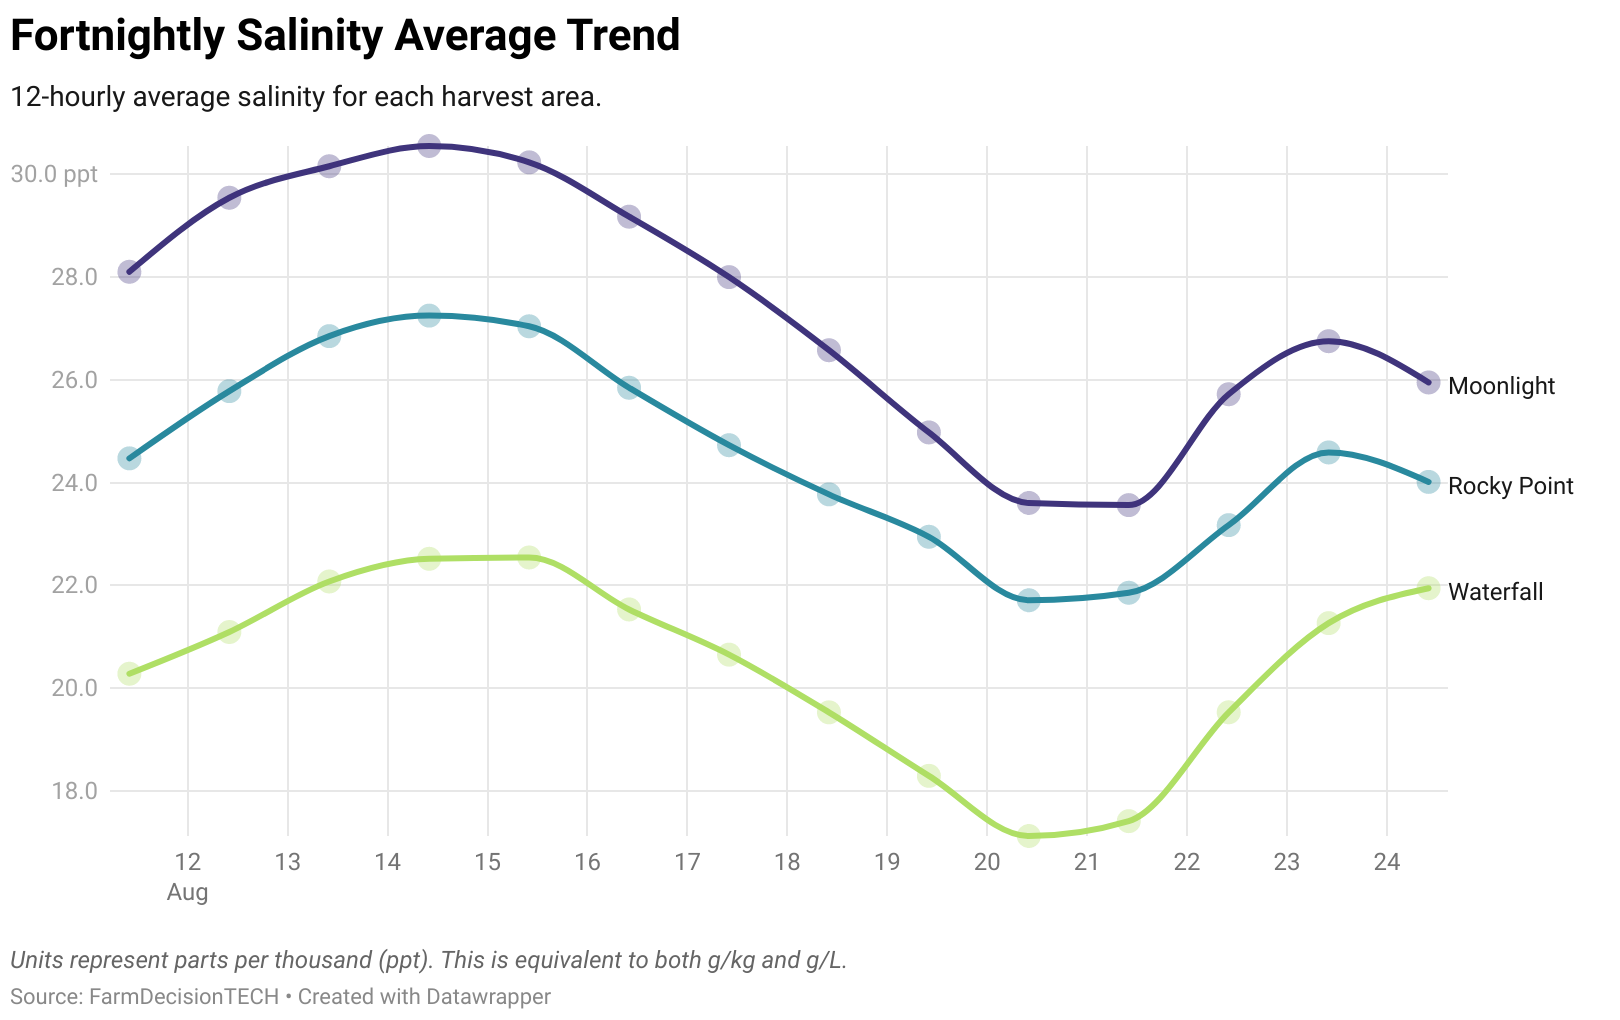 Fortnightly Salinity Average Trend
12-hourly average salinity for each harvest area.
30.0 ppt
28.0
26.0
24.0
22.0
20.0
18.0
Moonlight
Rocky Point
Waterfall
12 13 14 15 16 17 18 19 20 21 22 23 24
Aug
Units represent parts per thousand (ppt). This is equivalent to both g/kg and g/L.
Source: FarmDecisionTECH • Created with Datawrapper